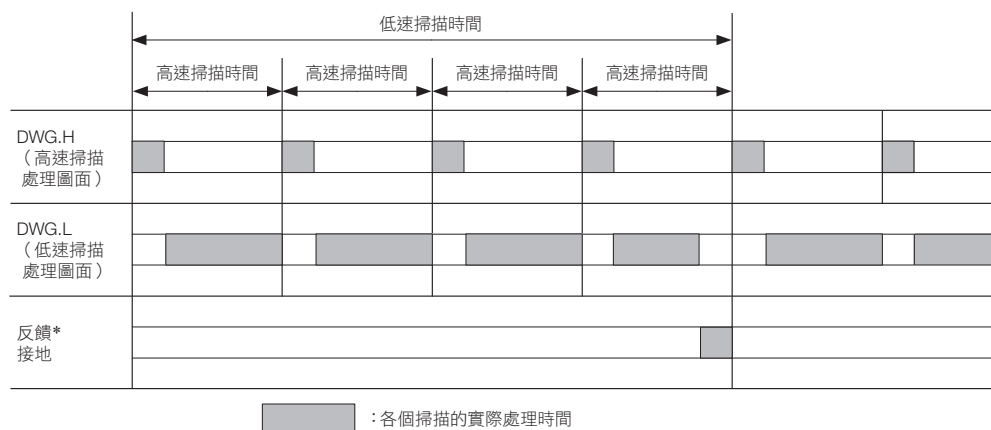 低速掃描時間
高速掃描時間 高速掃描時間 高速掃描時間 高速掃描時間
DWG.H
（高速掃描
處理圖面）
DWG.L
（低速掃描
處理圖面）
反饋*
接地
：各個掃描的實際處理時間